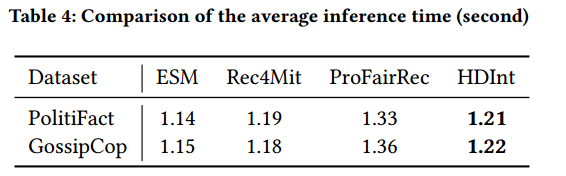 Table 4: Comparison of the average inference time (second)
Dataset ESM Rec4Mit ProFairRec HDInt
PolitiFact 1.14 1.19 1.33 1.21
GossipCop 1.15 1.18 1.36 1.22